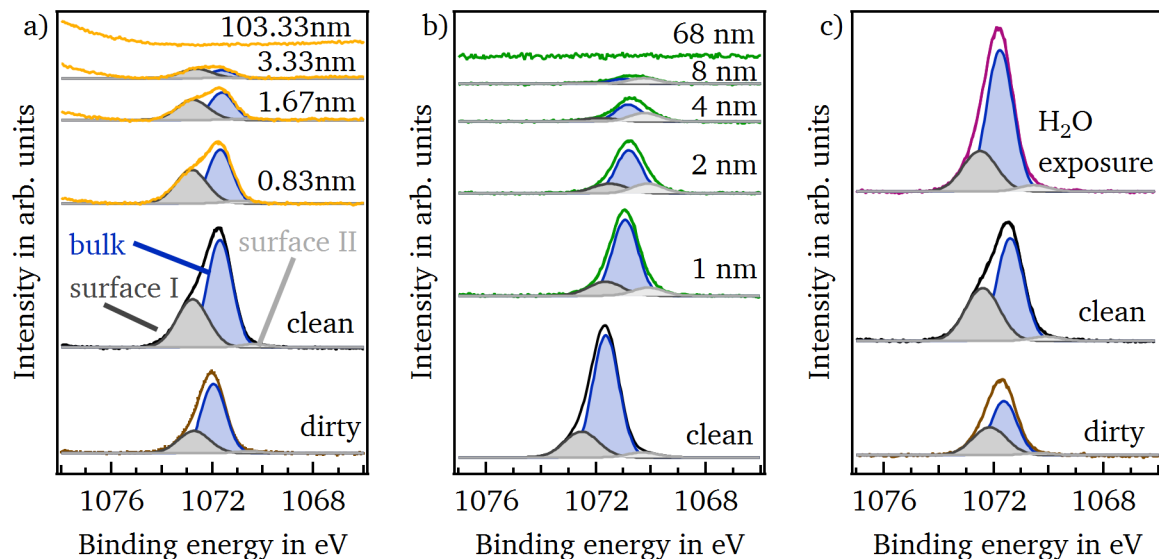 a)
103.33nm
3.33nm
1.67nm
0.83nm
bulk
surface II
surface I
clean
dirty
Intensity in arb. units
1076
1072
1068
Binding energy in eV
b)
68 nm
8 nm
4 nm
2 nm
1 nm
clean
Intensity in arb. units
1076
1072
1068
Binding energy in eV
c)
H₂O
exposure
clean
dirty
Intensity in arb. units
1076
1072
1068
Binding energy in eV